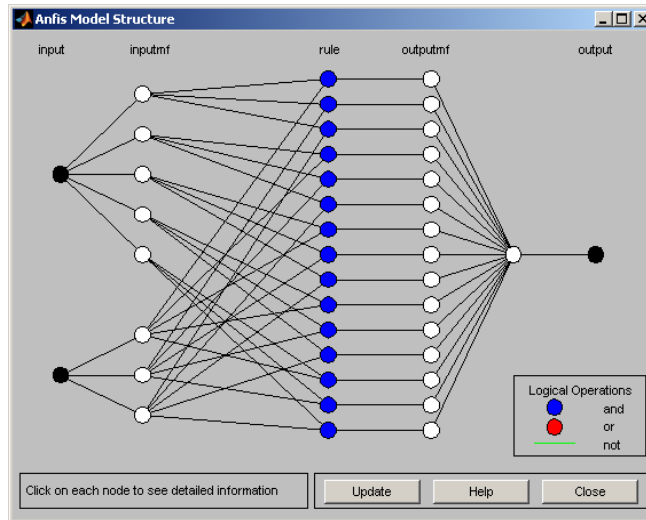 Anfis Model Structure
input inputmf rule outputmf output
Logical Operations
and
or
not
Click on each node to see detailed information
Update Help Close